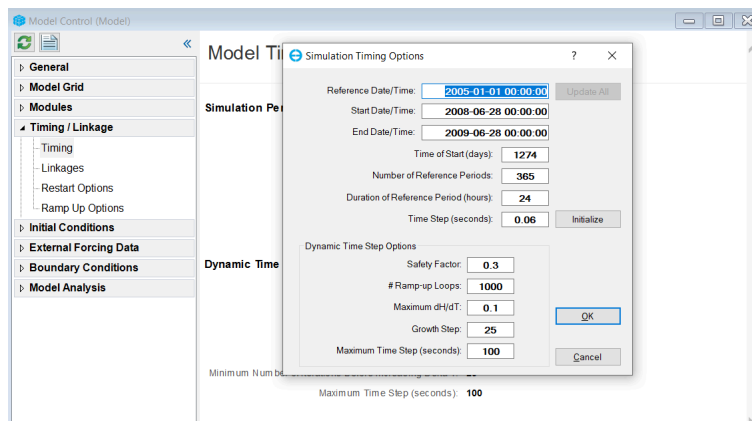 Model Control (Model)
General
Model Grid
Modules
Timing / Linkage
Timing
Linkages
Restart Options
Ramp Up Options
Initial Conditions
External Forcing Data
Boundary Conditions
Model Analysis
Model Ti
Simulation Per
Dynamic Time
Maximum Time Step (seconds): 100
Simulation Timing Options
Reference Date/Time: 2005-01-01 00:00:00 Update All
Start Date/Time: 2008-06-28 00:00:00
End Date/Time: 2009-06-28 00:00:00
Time of Start (days): 1274
Number of Reference Periods: 365
Duration of Reference Period (hours): 24
Time Step (seconds): 0.06 Initialize
Dynamic Time Step Options
Safety Factor: 0.3
# Ramp-up Loops: 1000
Maximum dH/dT: 0.1
Growth Step: 25
Maximum Time Step (seconds): 100
OK
Cancel